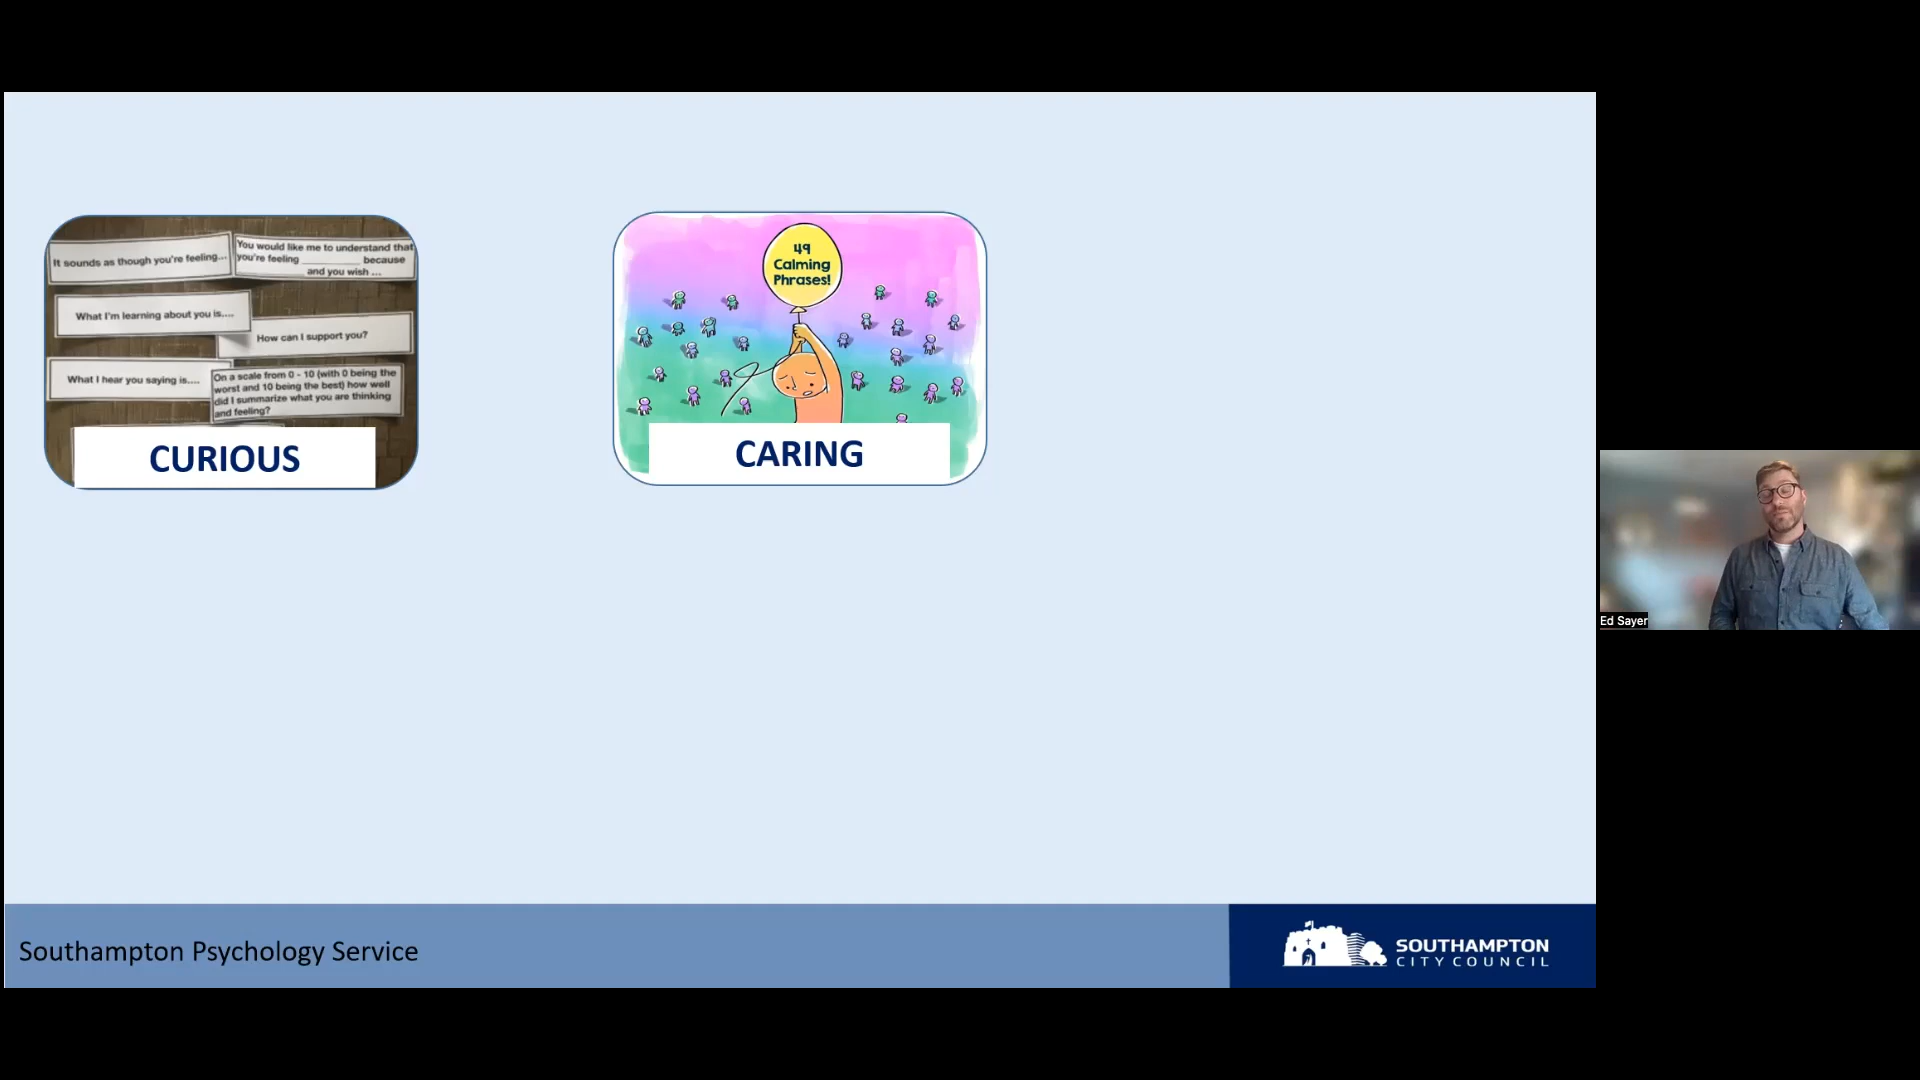 It sounds as though you're feeling...
You would like me to understand that
you're feeling __________ because
__________ and you wish ...
What I'm learning about you is....
How can I support you?
What I hear you saying is....
On a scale from 0 - 10 (with 0 being the
worst and 10 being the best) how well
did I summarize what you are thinking
and feeling?
CURIOUS
49
Calming
Phrases!
CARING
Ed Sayer
Southampton Psychology Service
SOUTHAMPTON
CITY COUNCIL